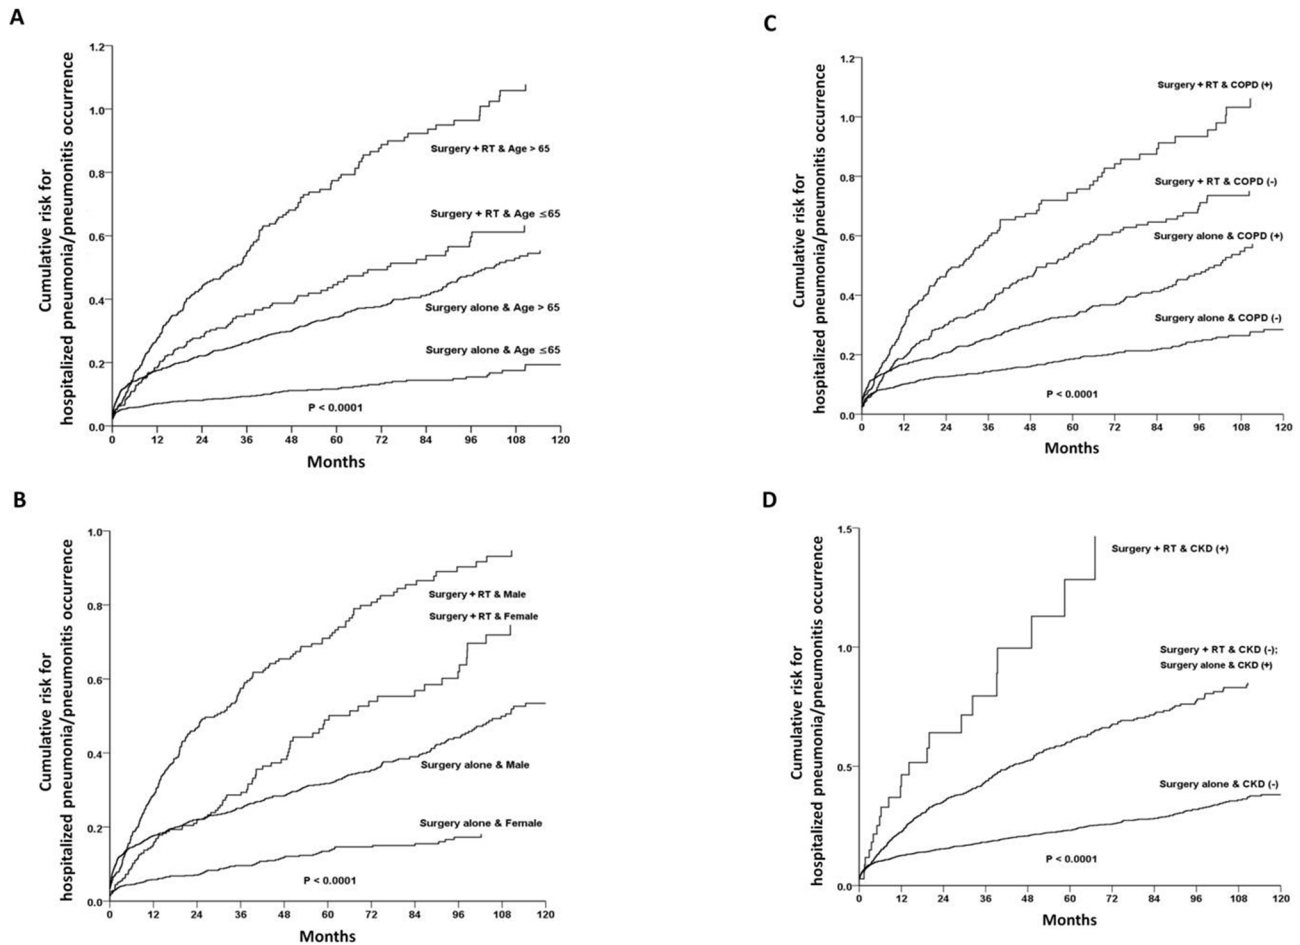 A
Cumulative risk for
hospitalized pneumonia/pneumonitis occurrence
1.2
1.0
0.8
0.6
0.4
0.2
0.0
Surgery + RT & Age > 65
Surgery + RT & Age ≤65
Surgery alone & Age > 65
Surgery alone & Age ≤65
P < 0.0001
0 12 24 36 48 60 72 84 96 108 120
Months
B
Cumulative risk for
hospitalized pneumonia/pneumonitis occurrence
1.0
0.8
0.6
0.4
0.2
0.0
Surgery + RT & Male
Surgery + RT & Female
Surgery alone & Male
Surgery alone & Female
P < 0.0001
0 12 24 36 48 60 72 84 96 108 120
Months
C
Cumulative risk for
hospitalized pneumonia/pneumonitis occurrence
1.2
1.0
0.8
0.6
0.4
0.2
0.0
Surgery + RT & COPD (+)
Surgery + RT & COPD (-)
Surgery alone & COPD (+)
Surgery alone & COPD (-)
P < 0.0001
0 12 24 36 48 60 72 84 96 108 120
Months
D
Cumulative risk for
hospitalized pneumonia/pneumonitis occurrence
1.5
1.0
0.5
0.0
Surgery + RT & CKD (+)
Surgery + RT & CKD (-);
Surgery alone & CKD (+)
Surgery alone & CKD (-)
P < 0.0001
0 12 24 36 48 60 72 84 96 108 120
Months